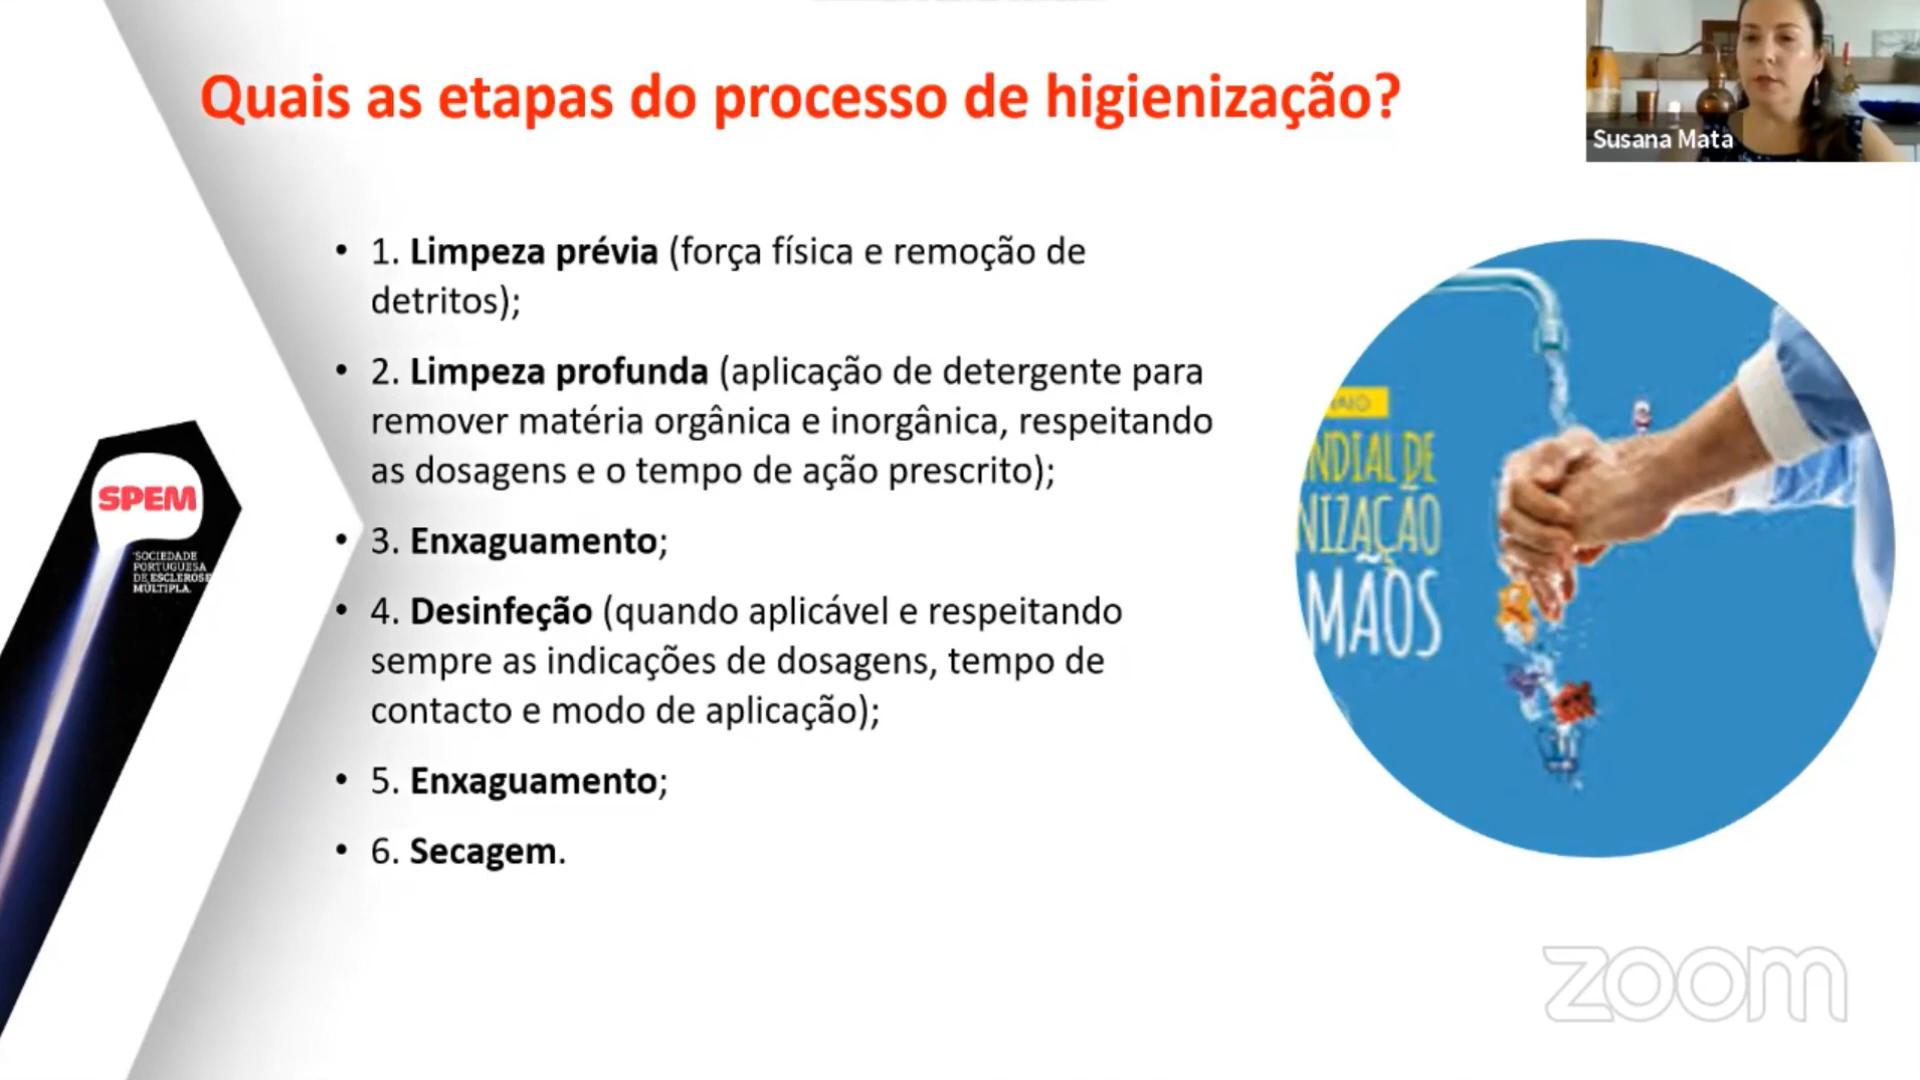 Quais as etapas do processo de higienização?
Susana Mata
• 1. Limpeza prévia (força física e remoção de
detritos);
• 2. Limpeza profunda (aplicação de detergente para
remover matéria orgânica e inorgânica, respeitando
as dosagens e o tempo de ação prescrito);
• 3. Enxaguamento;
• 4. Desinfeção (quando aplicável e respeitando
sempre as indicações de dosagens, tempo de
contacto e modo de aplicação);
• 5. Enxaguamento;
• 6. Secagem.
SPEM
SOCIEDADE
PORTUGUESA
DE ESCLEROSE
MÚLTIPLA.
NDIAL DE
NIZAÇÃO
MÃOS
zoom